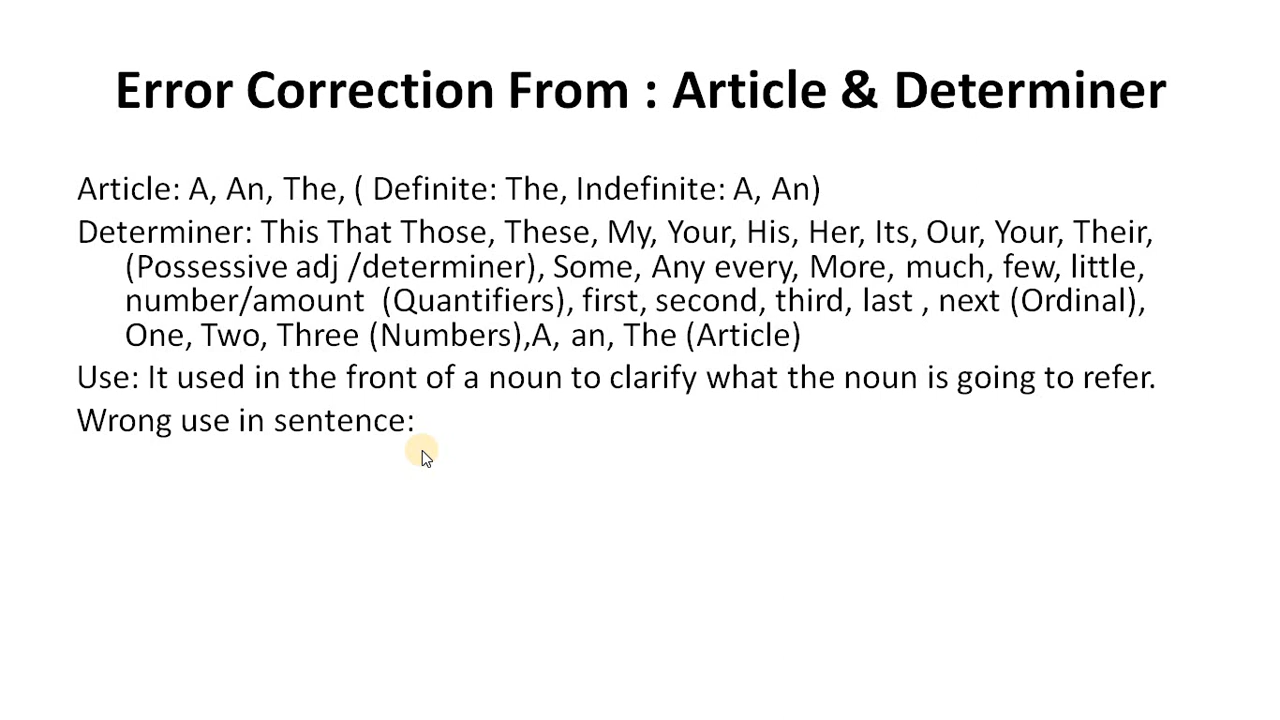 Error Correction From : Article & Determiner
Article: A, An, The, ( Definite: The, Indefinite: A, An)
Determiner: This That Those, These, My, Your, His, Her, Its, Our, Your, Their,
(Possessive adj /determiner), Some, Any every, More, much, few, little,
number/amount (Quantifiers), first, second, third, last , next (Ordinal),
One, Two, Three (Numbers),A, an, The (Article)
Use: It used in the front of a noun to clarify what the noun is going to refer.
Wrong use in sentence: